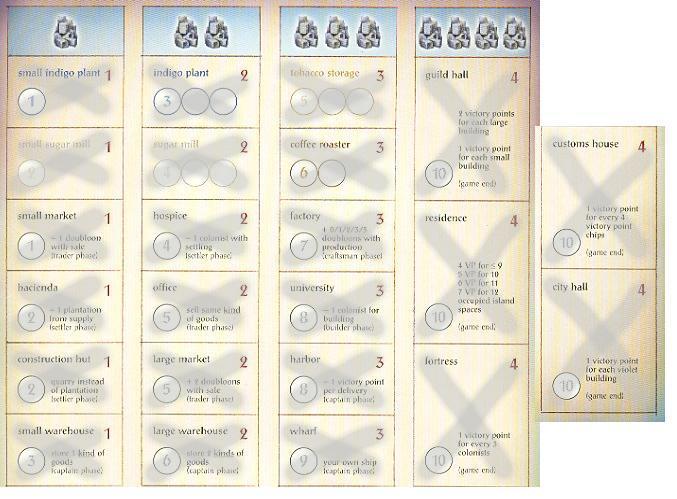 small indigo plant 1
1
small sugar mill 1
2
small market 1
1
+ 1 doubloon
with sale
(trader phase)
hacienda 1
2
+ 1 plantation
from supply
(settler phase)
construction hut 1
2
quarry instead
of plantation
(settler phase)
small warehouse 1
3
store 1 kind of
goods
(captain phase)
indigo plant 2
3
sugar mill 2
4
hospice 2
4
+ 1 colonist with
settling
(settler phase)
office 2
5
sell same kind
of goods
(trader phase)
large market 2
5
+ 2 doubloons
with sale
(trader phase)
large warehouse 2
6
store 2 kinds of
goods
(captain phase)
tobacco storage 3
5
coffee roaster 3
6
factory 3
7
+ 0/1/2/3/5
doubloons with
production
(craftsman phase)
university 3
8
+ 1 colonist for
building
(builder phase)
harbor 3
8
+ 1 victory point
per delivery
(captain phase)
wharf 3
9
your own ship
(captain phase)
guild hall 4
2 victory points
for each large
building
1 victory point
for each small
building
10
(game end)
residence 4
4 VP for ≤ 9
5 VP for 10
6 VP for 11
7 VP for 12
occupied island
spaces
10
(game end)
fortress 4
1 victory point
for every 3
colonists
10
(game end)
customs house 4
1 victory point
for every 4
victory point
chips
10
(game end)
city hall 4
1 victory point
for each violet
building
10
(game end)